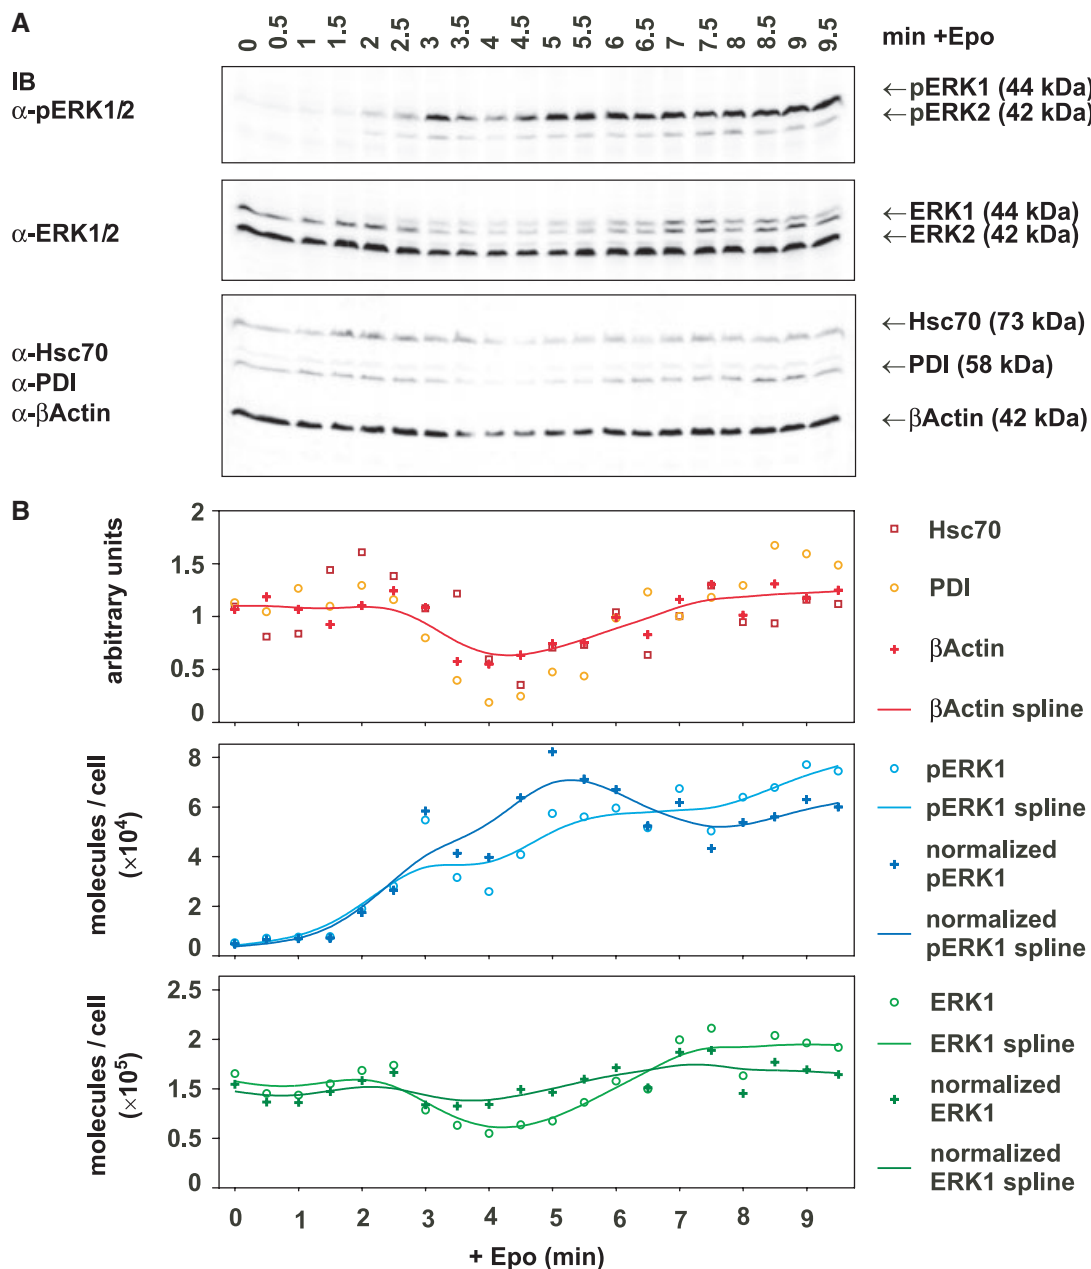 A
0 0.5 1 1.5 2 2.5 3 3.5 4 4.5 5 5.5 6 6.5 7 7.5 8 8.5 9 9.5 min +Epo
IB
α-pERK1/2
←pERK1 (44 kDa)
←pERK2 (42 kDa)
α-ERK1/2
←ERK1 (44 kDa)
←ERK2 (42 kDa)
α-Hsc70
α-PDI
α-βActin
←Hsc70 (73 kDa)
←PDI (58 kDa)
←βActin (42 kDa)
B
arbitrary units
2
1.5
1
0.5
0
Hsc70
PDI
βActin
βActin spline
molecules / cell
(×10⁴)
8
6
4
2
0
pERK1
pERK1 spline
normalized
pERK1
normalized
pERK1 spline
molecules / cell
(×10⁵)
2.5
2
1.5
0.5
0
ERK1
ERK1 spline
normalized
ERK1
normalized
ERK1 spline
0 1 2 3 4 5 6 7 8 9
+ Epo (min)